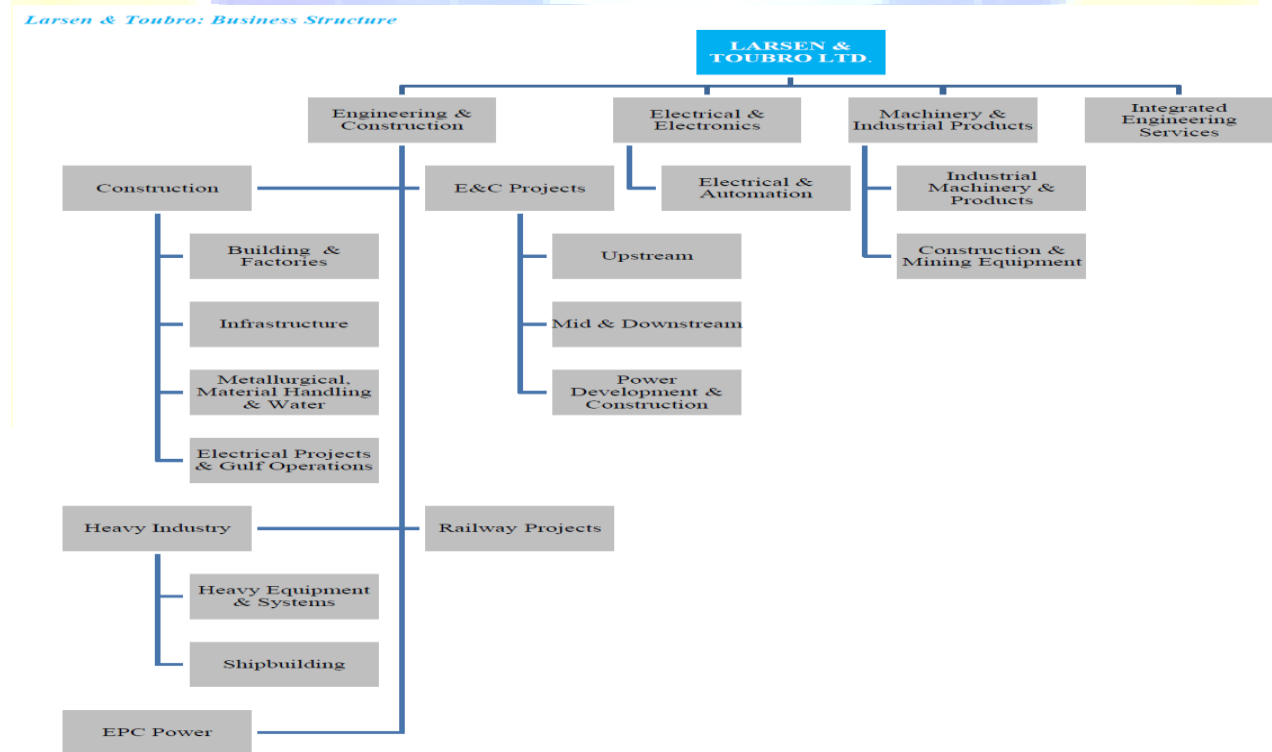 Larsen & Toubro: Business Structure
LARSEN &
TOUBRO LTD.
Engineering &
Construction
Electrical &
Electronics
Machinery &
Industrial Products
Integrated
Engineering
Services
Construction
E&C Projects
Electrical &
Automation
Industrial
Machinery &
Products
Building &
Factories
Upstream
Construction &
Mining Equipment
Infrastructure
Mid & Downstream
Metallurgical,
Material Handling
& Water
Power
Development &
Construction
Electrical Projects
& Gulf Operations
Heavy Industry
Railway Projects
Heavy Equipment
& Systems
Shipbuilding
EPC Power